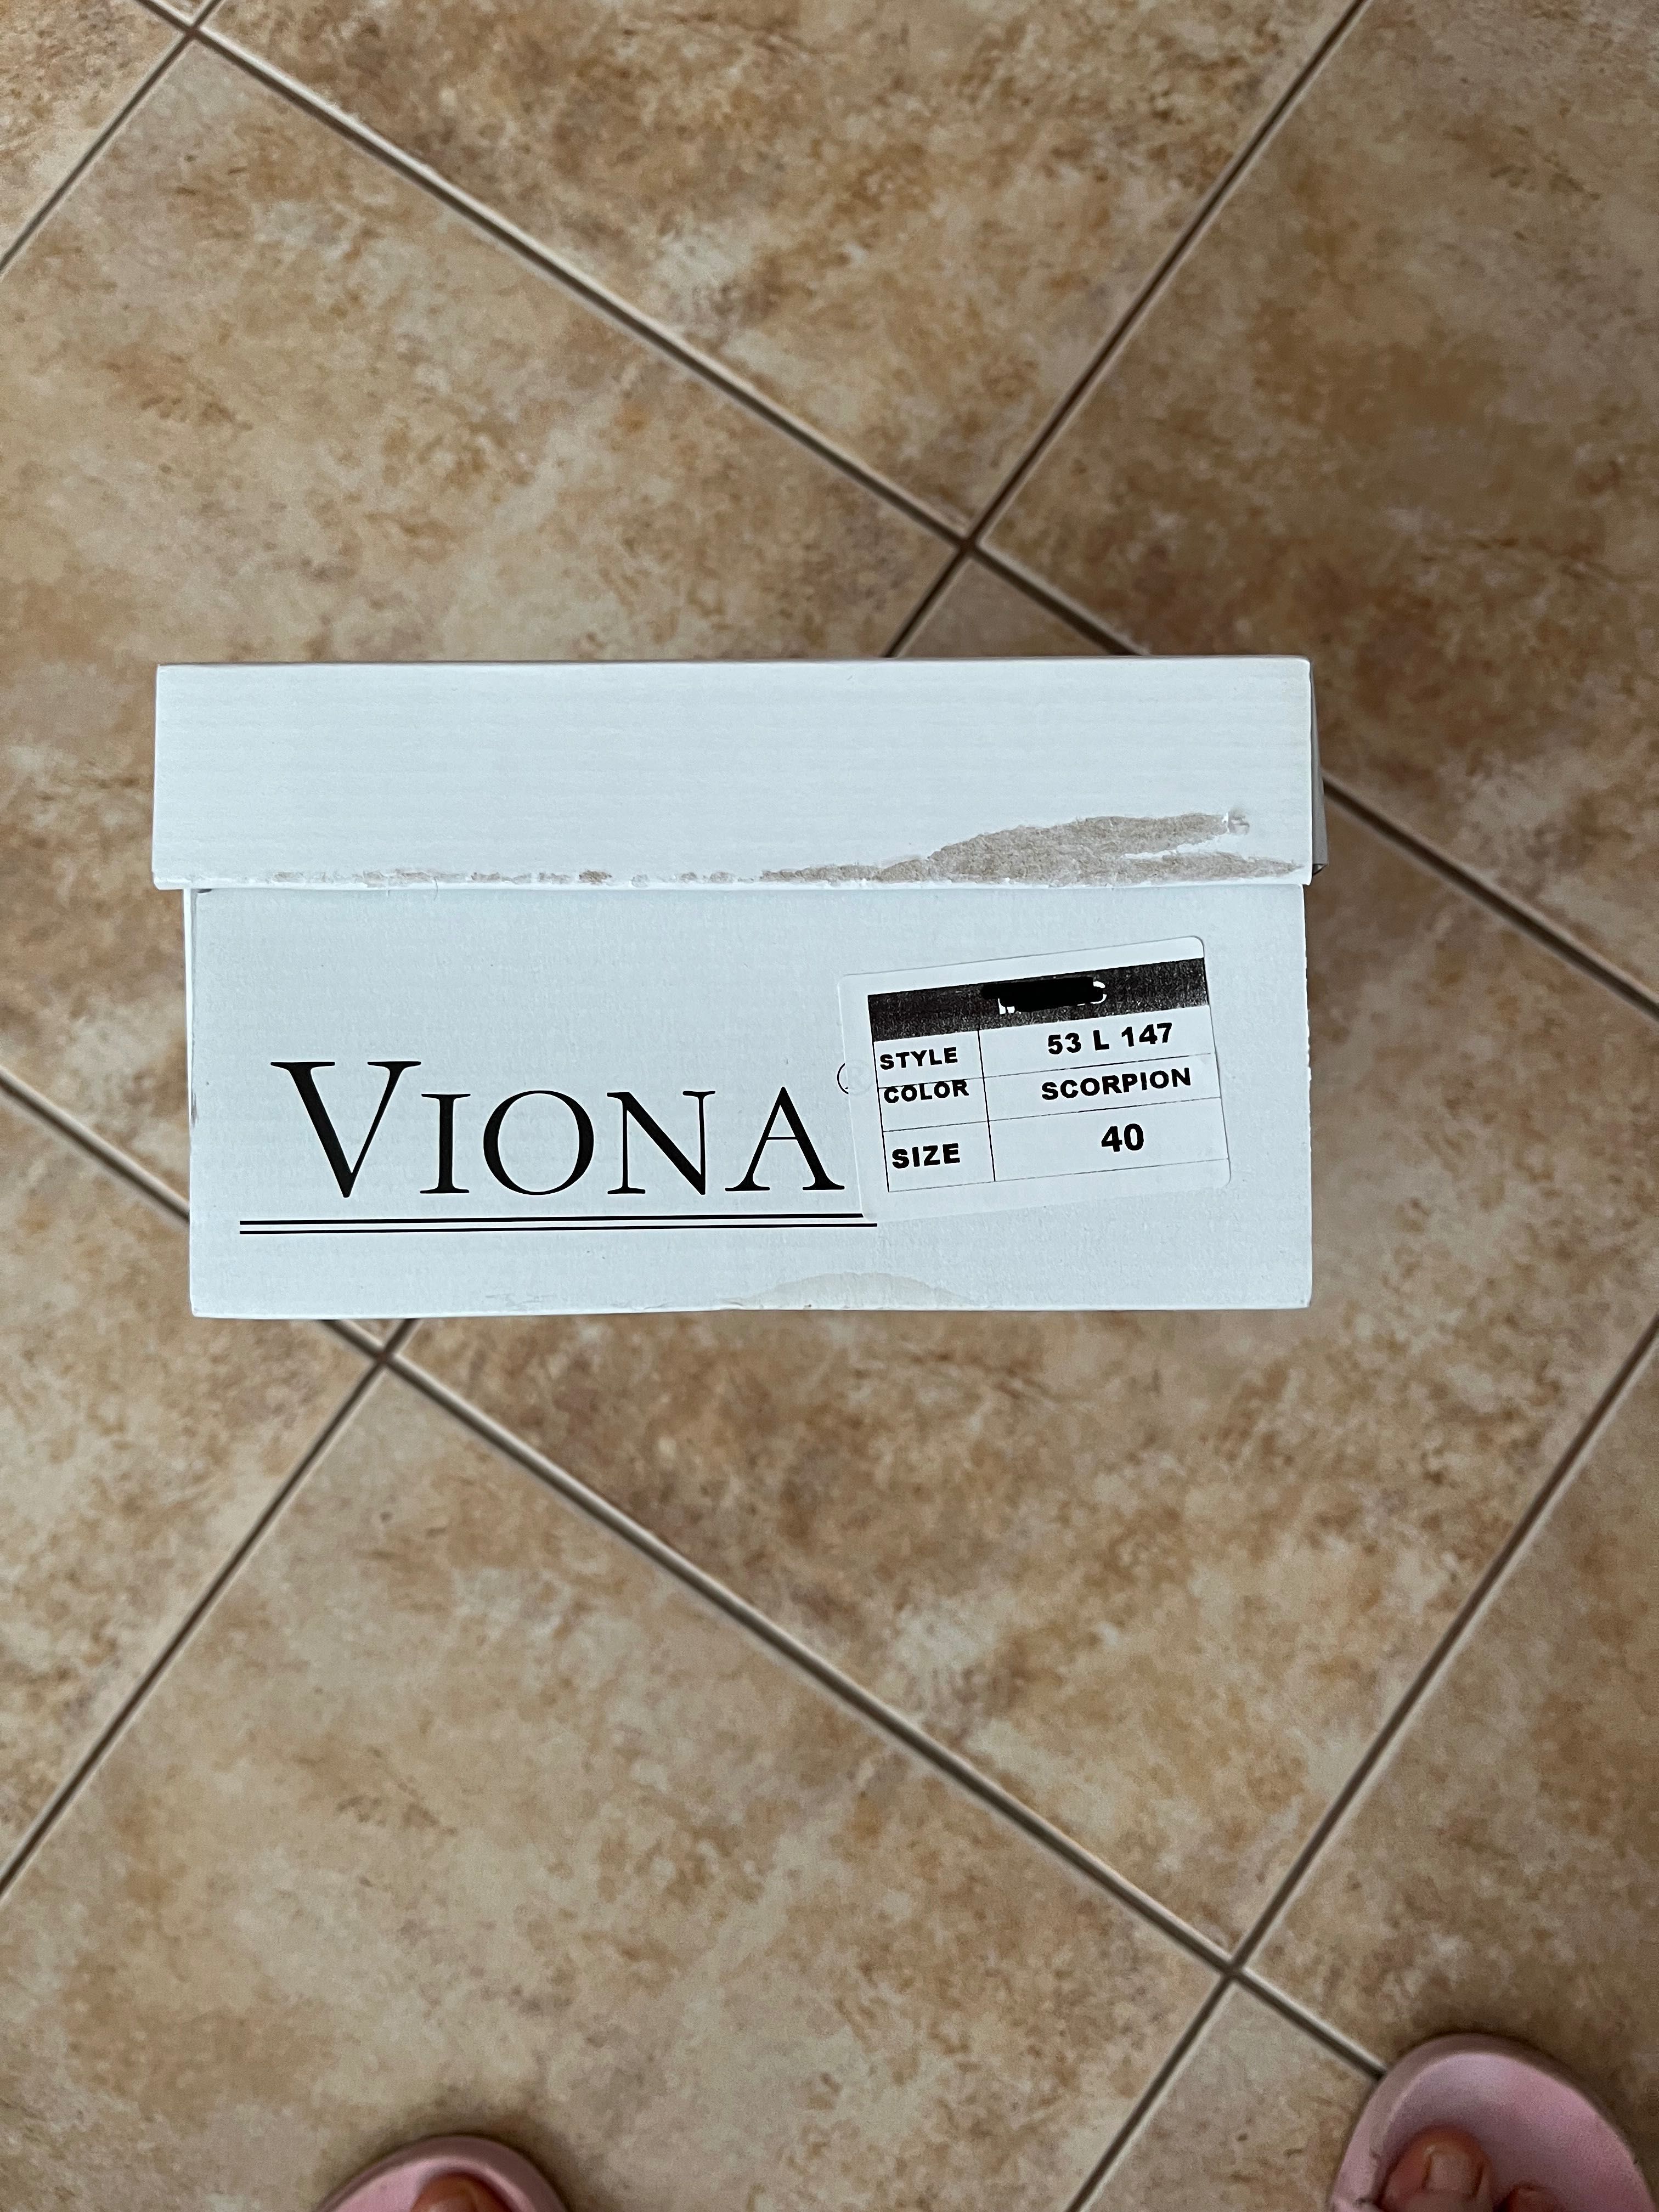 VIONA
STYLE 53 L 147
COLOR SCORPION
SIZE 40